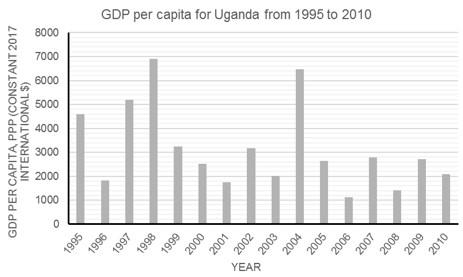 GDP per capita for Uganda from 1995 to 2010
GDP PER CAPITA, PPP (CONSTANT 2017
INTERNATIONAL$)
8000
7000
6000
5000
4000
3000
2000
1000
0
1995 1996 1997 1998 1999 2000 2001 2002 2003 2004 2005 2006 2007 2008 2009 2010
YEAR